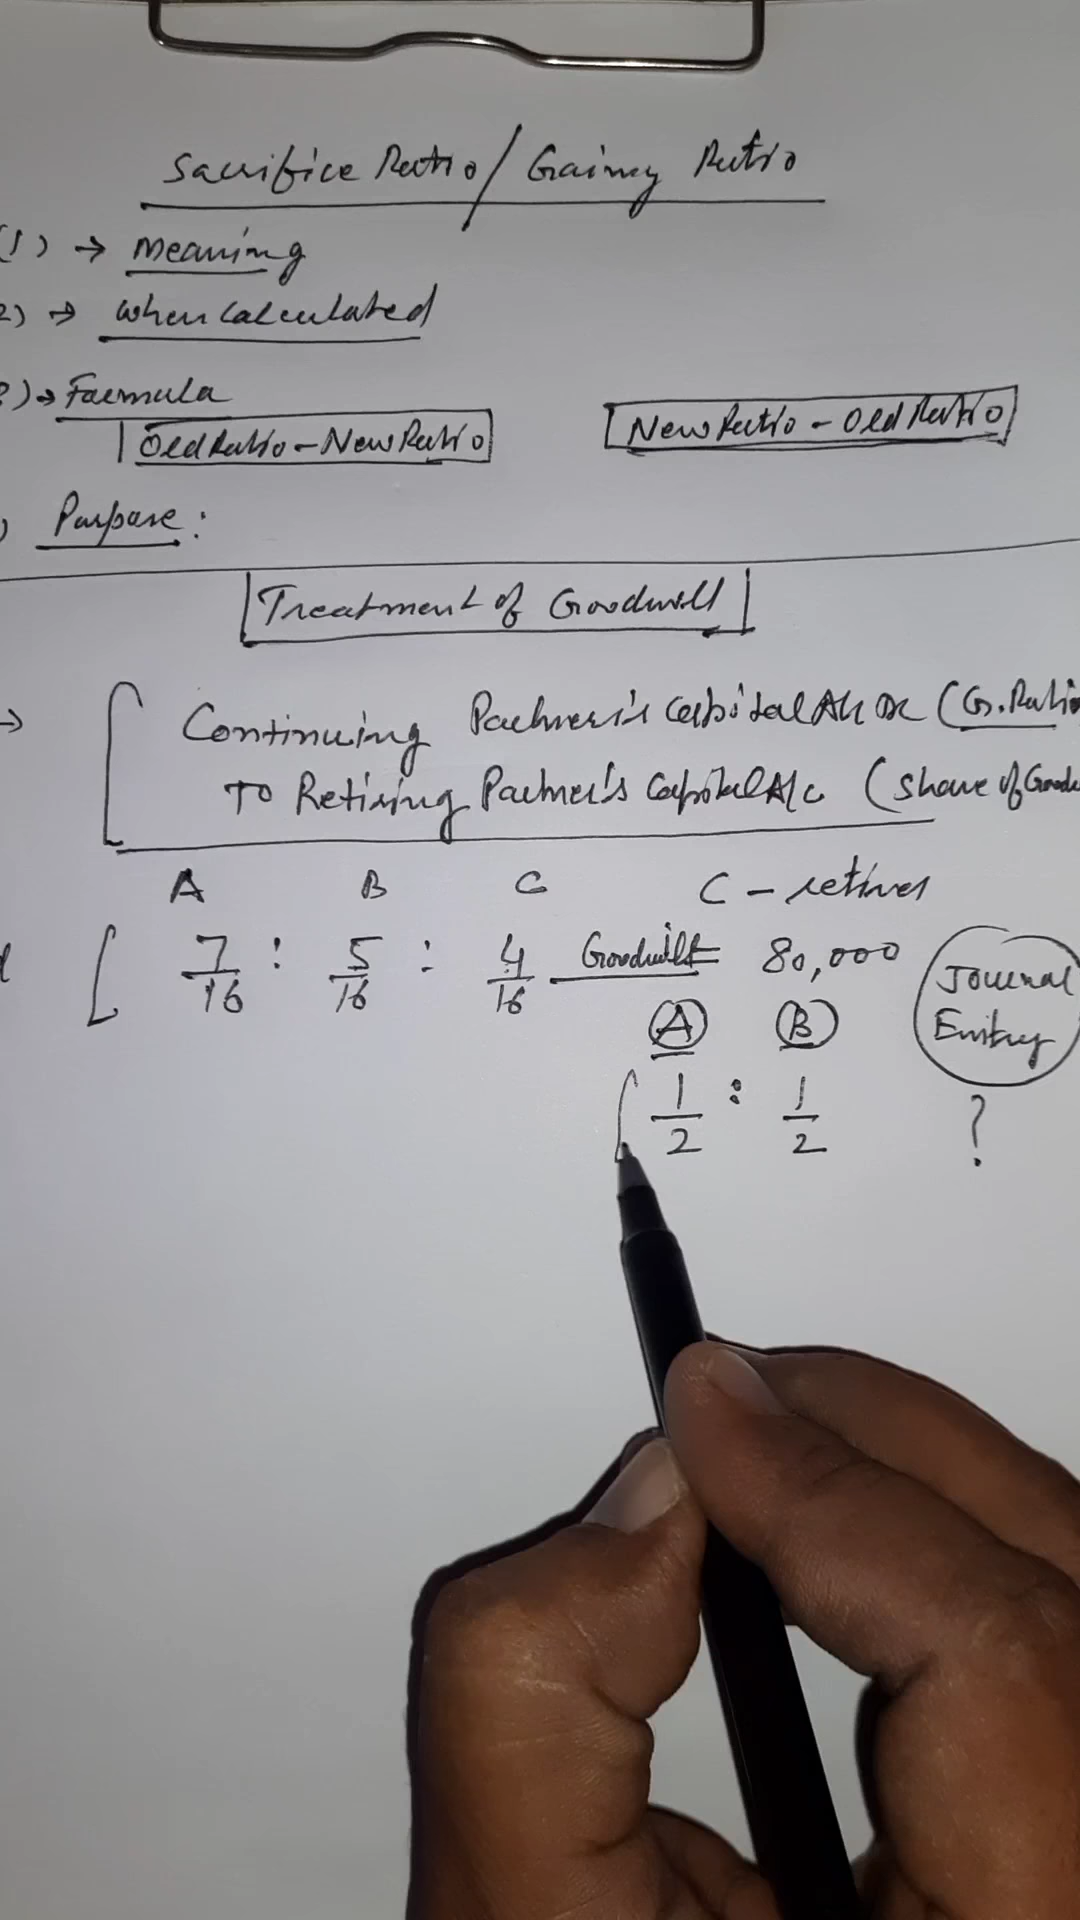 Sacrifice Ratio / Gaining Ratio
(1) → Meaning
2) → When Calculated
3) → Formula
Old Ratio - New Ratio    New Ratio - Old Ratio
) Purpose :
Treatment of Goodwill
→ Continuing Partner's Capital A/c Dr (G. Ratio
To Retiring Partner's Capital A/c (Share of Goodw
A B C C - retires
[ 7/16 : 5/16 : 4/16 Goodwill = 80,000 Journal Entry
A B
1/2 : 1/2 ?